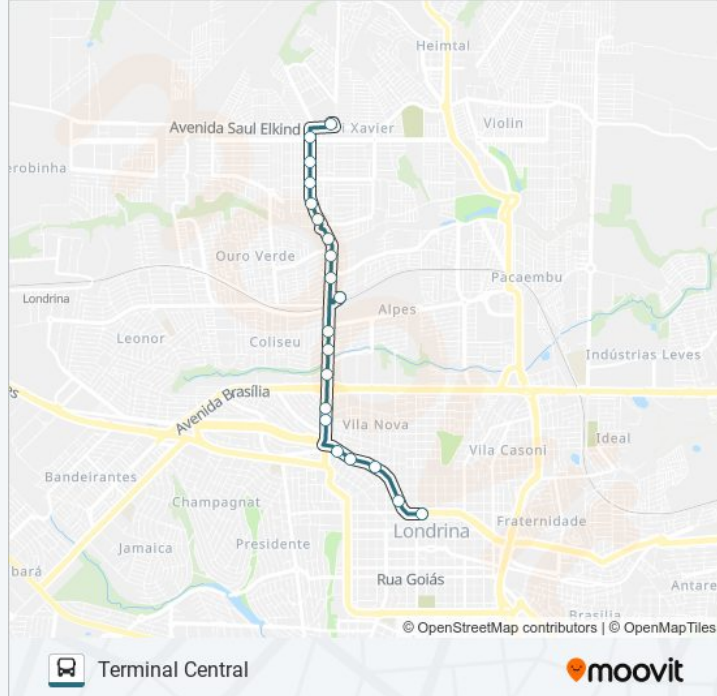 Heimtal
Avenida Saul Elkind
i Xavier
Violin
erobinha
Ouro Verde
Pacaembu
Londrina
Alpes
Leonor
Coliseu
Indústrias Leves
Avenida Brasília
Vila Nova
Ideal
Vila Casoni
Bandeirantes
Champagnat
Londrina
Fraternidade
Jamaica
Presidente
bará
Rua Goiás
Antare
Brasília
© OpenStreetMap contributors | © OpenMapTiles
Terminal Central
moovit